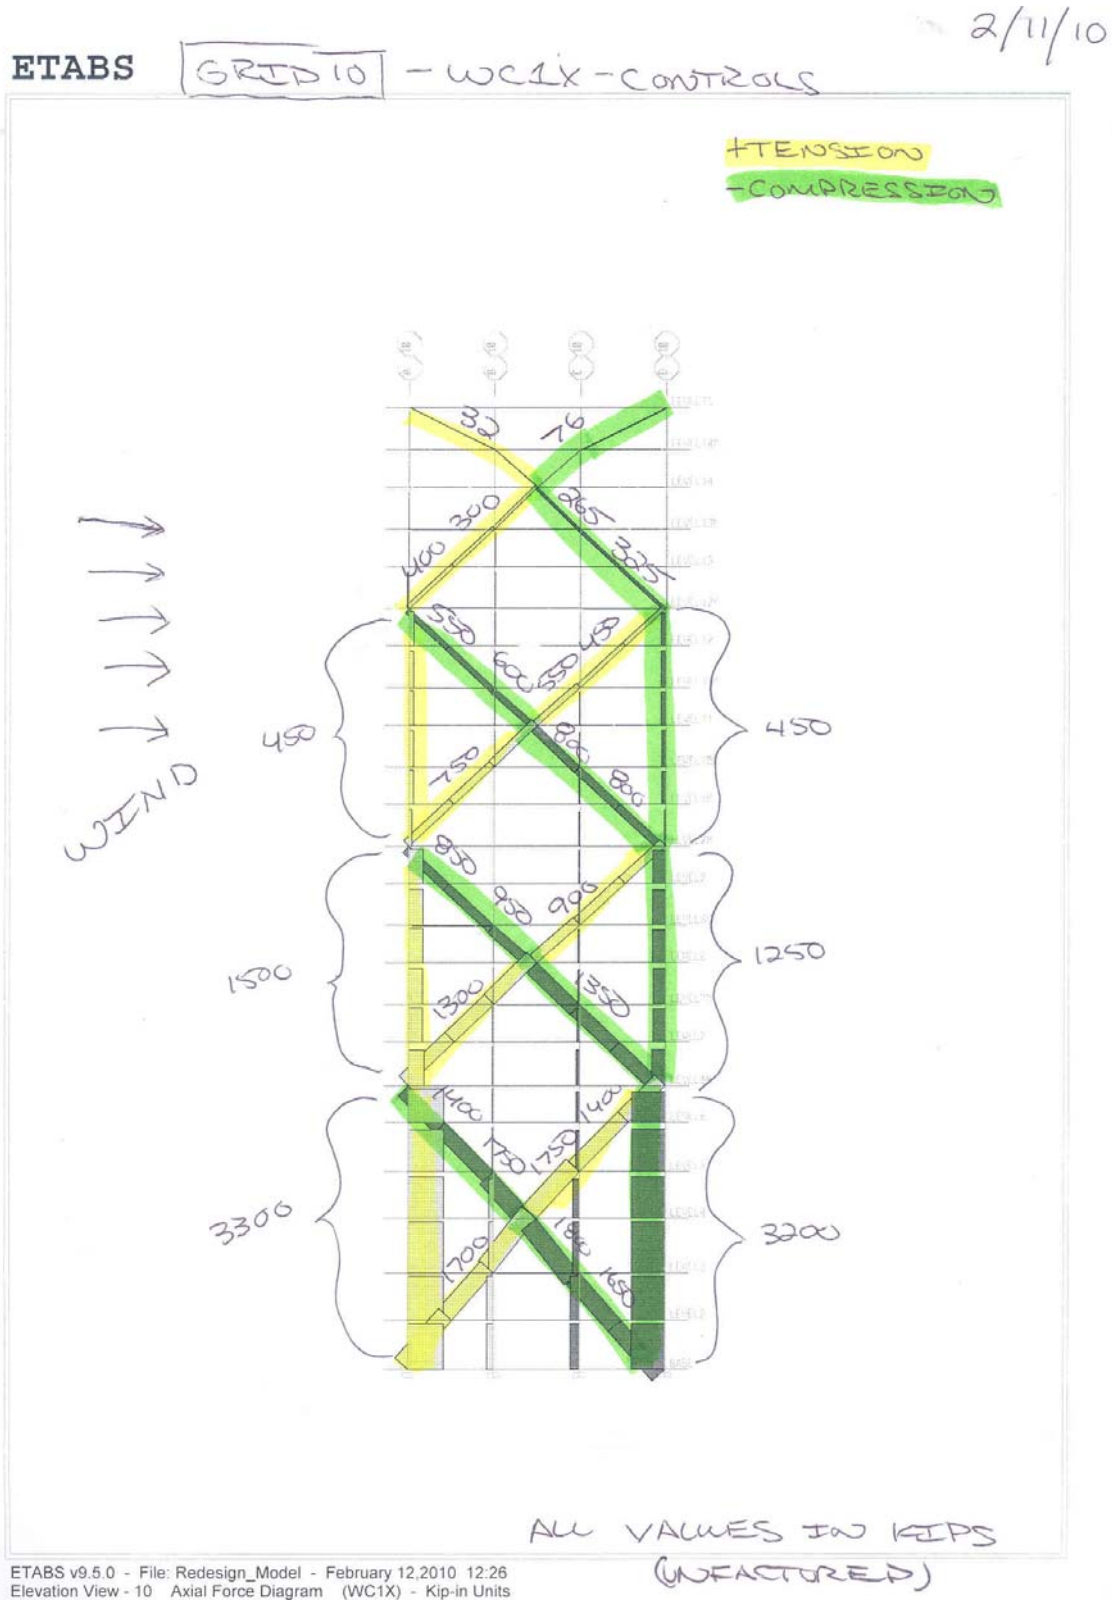 2/11/10
ETABS GRID 10 - WC1X - CONTROLS
+TENSION
-COMPRESSION
32 76
300 265
400 325
550 450
600 550
450 750 800 800 450
WIND
850
950 900
1500 1300 1350 1250
1400 1400
1750 1750
3300 1700 1800 1650 3200
ALL VALUES IN KIPS
(UNFACTORED)
ETABS v9.5.0 - File: Redesign_Model - February 12,2010 12:26
Elevation View - 10 Axial Force Diagram (WC1X) - Kip-in Units